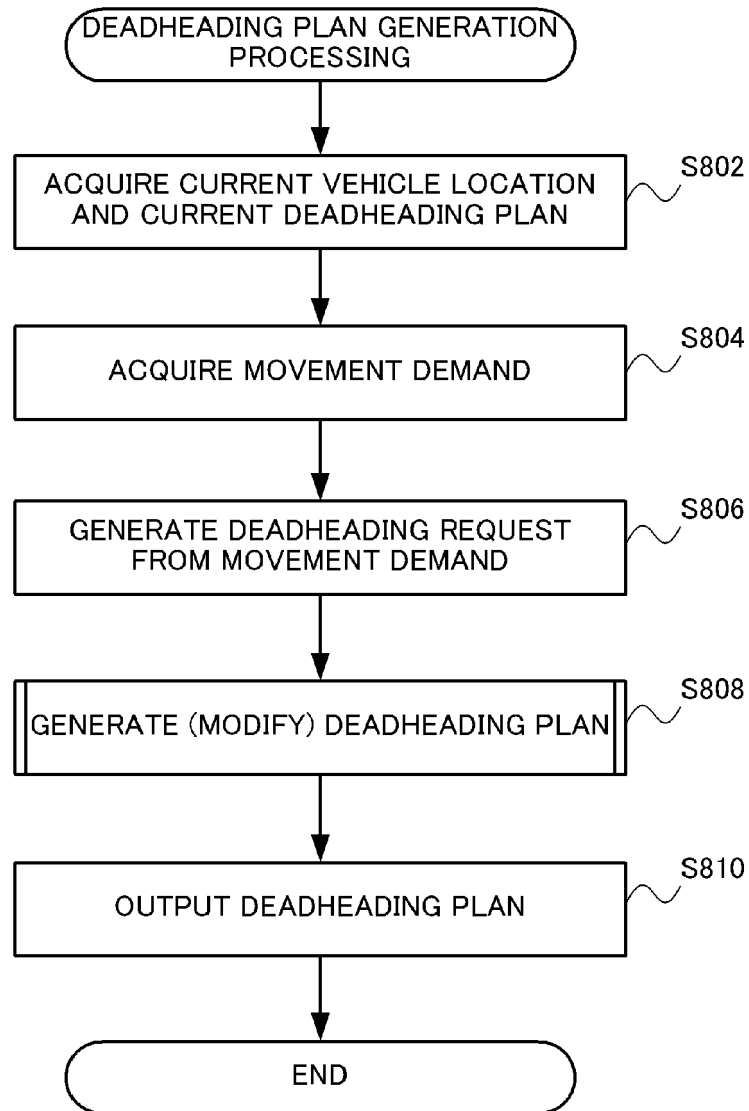 DEADHEADING PLAN GENERATION
PROCESSING
S802
ACQUIRE CURRENT VEHICLE LOCATION
AND CURRENT DEADHEADING PLAN
S804
ACQUIRE MOVEMENT DEMAND
S806
GENERATE DEADHEADING REQUEST
FROM MOVEMENT DEMAND
S808
GENERATE (MODIFY) DEADHEADING PLAN
S810
OUTPUT DEADHEADING PLAN
END